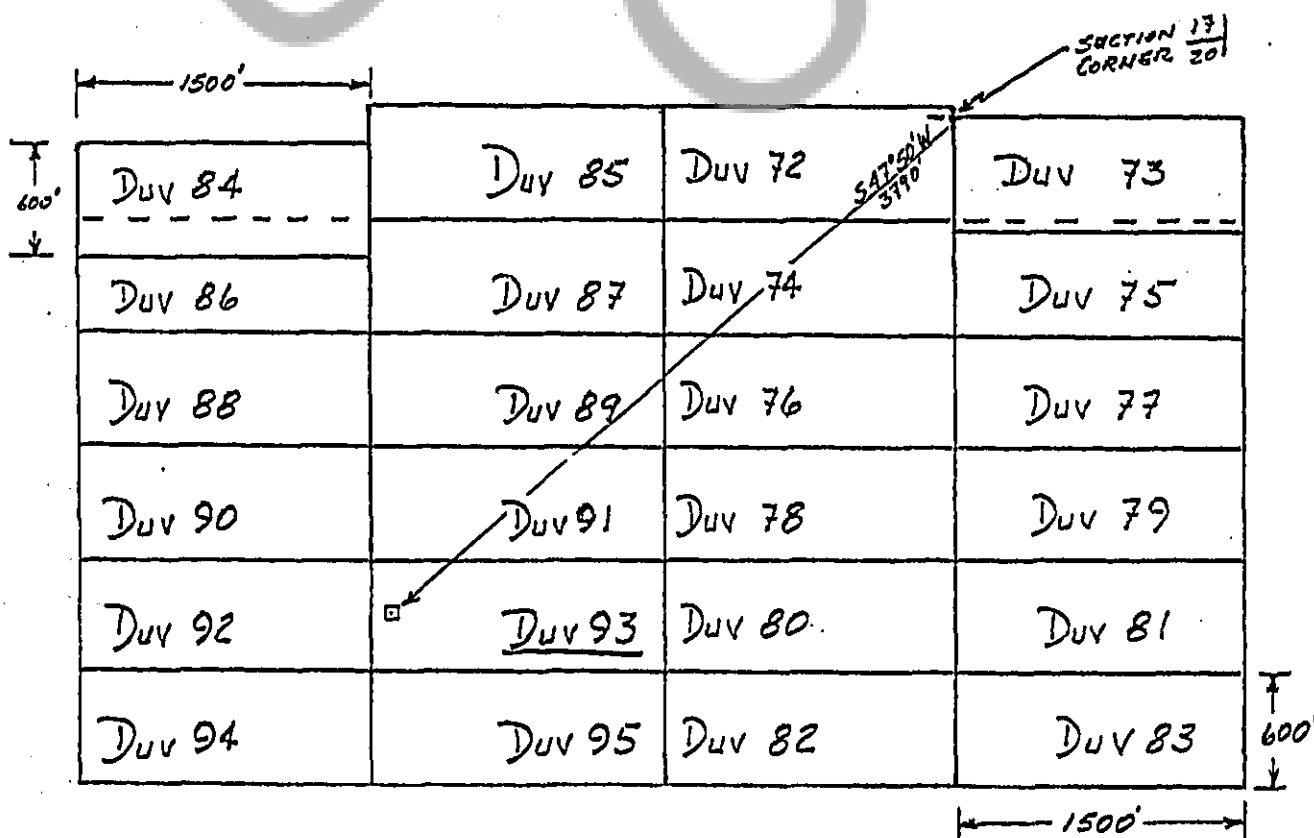 SECTION 17
CORNER 20
1500'
600'
Duv 84
Duv 85
Duv 72
Duv 73
S47°50'W
3790'
Duv 86
Duv 87
Duv 74
Duv 75
Duv 88
Duv 89
Duv 76
Duv 77
Duv 90
Duv 91
Duv 78
Duv 79
Duv 92
Duv 93
Duv 80
Duv 81
Duv 94
Duv 95
Duv 82
Duv 83
600'
1500'